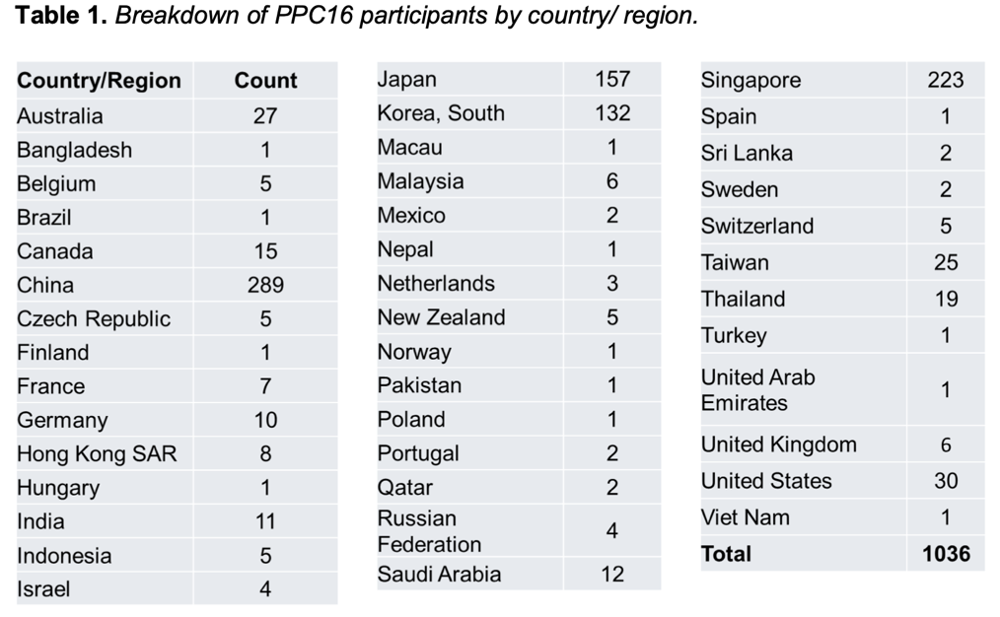 Table 1. Breakdown of PPC16 participants by country/ region.
Country/Region Count
Australia 27
Bangladesh 1
Belgium 5
Brazil 1
Canada 15
China 289
Czech Republic 5
Finland 1
France 7
Germany 10
Hong Kong SAR 8
Hungary 1
India 11
Indonesia 5
Israel 4
Japan 157
Korea, South 132
Macau 1
Malaysia 6
Mexico 2
Nepal 1
Netherlands 3
New Zealand 5
Norway 1
Pakistan 1
Poland 1
Portugal 2
Qatar 2
Russian
Federation 4
Saudi Arabia 12
Singapore 223
Spain 1
Sri Lanka 2
Sweden 2
Switzerland 5
Taiwan 25
Thailand 19
Turkey 1
United Arab
Emirates 1
United Kingdom 6
United States 30
Viet Nam 1
Total 1036